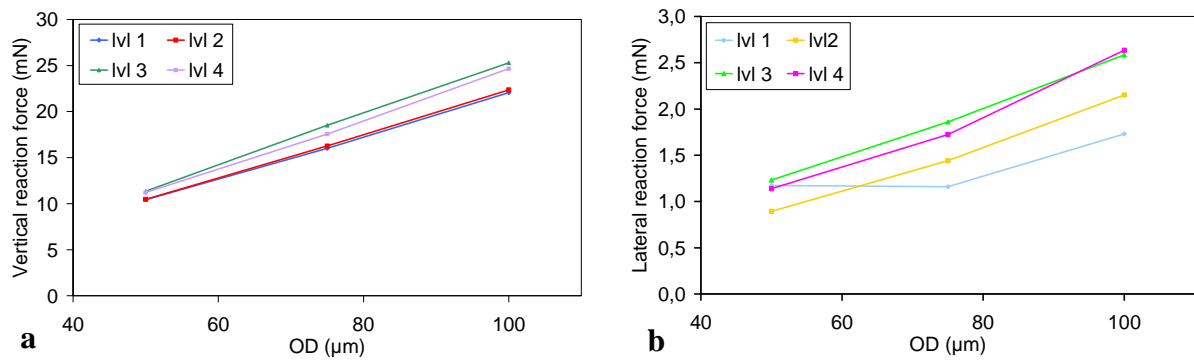 Vertical reaction force (mN)
30
25
20
15
10
5
0
lvl 1 lvl 2
lvl 3 lvl 4
40 60 80 100
OD (µm)
a
Lateral reaction force (mN)
3,0
2,5
2,0
1,5
1,0
0,5
0,0
lvl 1 lvl2
lvl 3 lvl 4
40 60 80 100
OD (µm)
b